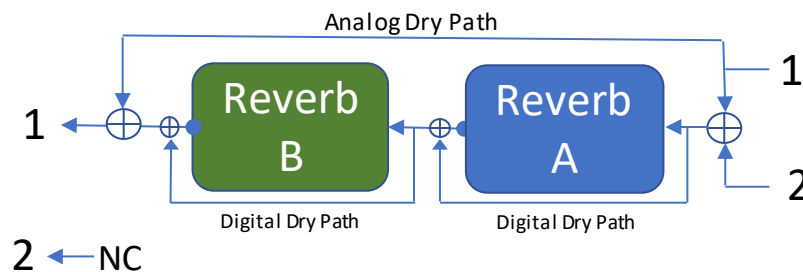 Analog Dry Path
1
Reverb
B
Reverb
A
1
2
Digital Dry Path
Digital Dry Path
2
NC